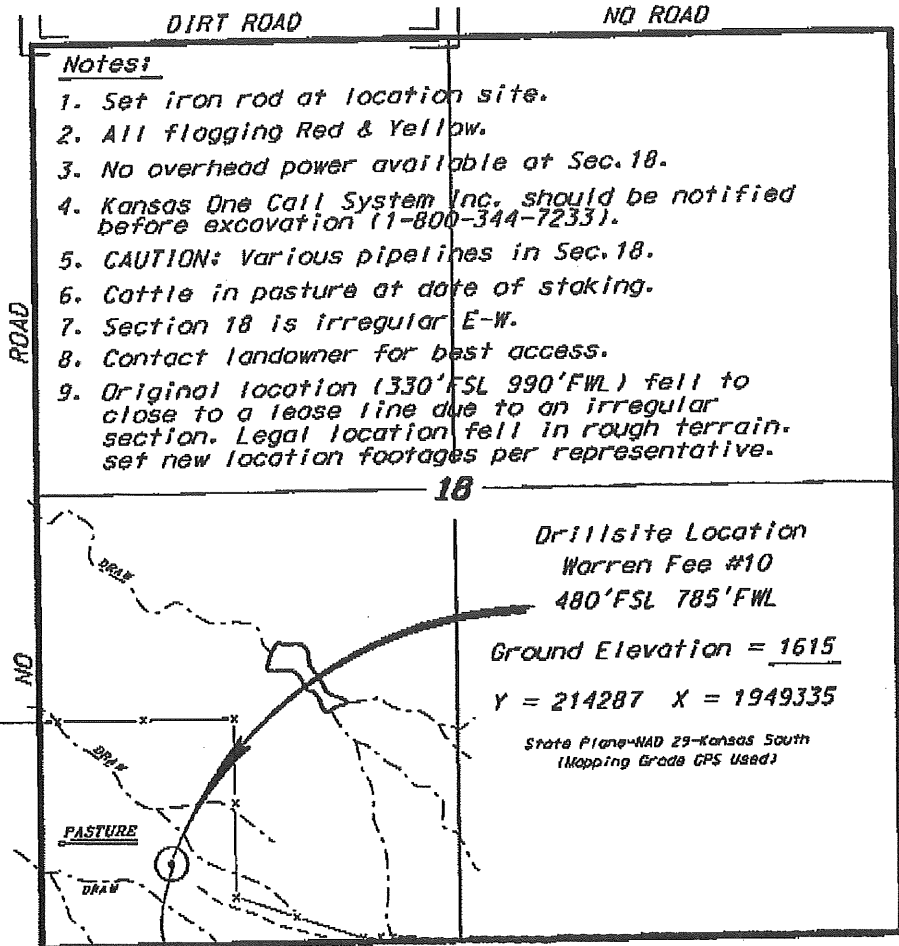 DIRT ROAD
NO ROAD
Notes:
1. Set iron rod at location site.
2. All flagging Red & Yellow.
3. No overhead power available at Sec. 18.
4. Kansas One Call System Inc. should be notified
before excavation (1-800-344-7233).
5. CAUTION: Various pipelines in Sec. 18.
6. Cattle in pasture at date of staking.
7. Section 18 is irregular E-W.
8. Contact landowner for best access.
9. Original location (330'FSL 990'FWL) fell to
close to a lease line due to an irregular
section. Legal location fell in rough terrain.
set new location footages per representative.
NO ROAD
18
DRAW
DRAW
PASTURE
DRAW
Drillsite Location
Warren Fee #10
480'FSL 785'FWL
Ground Elevation = 1615
Y = 214287 X = 1949335
State Plane-NAD 29-Kansas South
(Mapping Grade GPS Used)